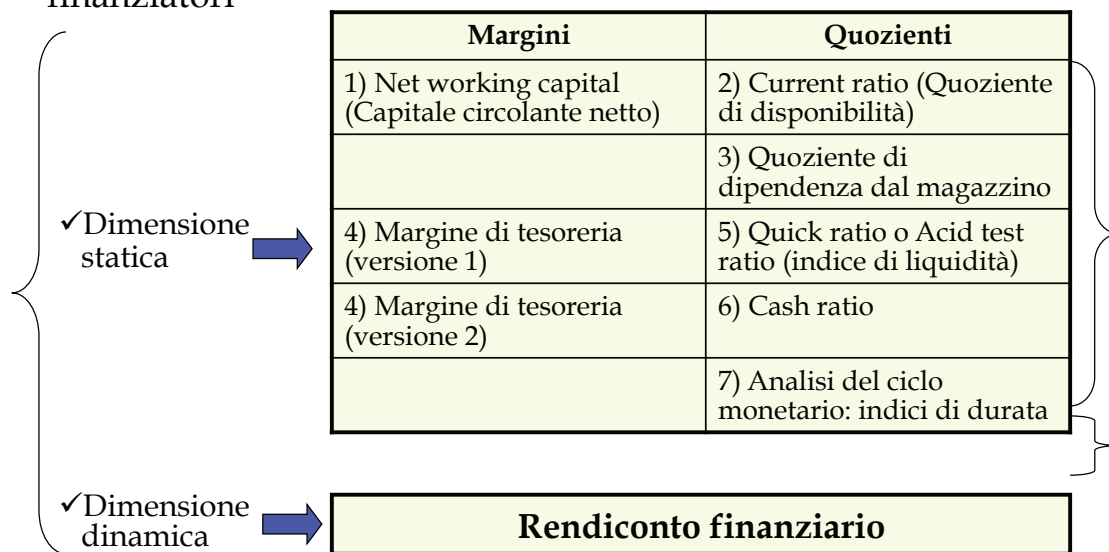 finanziatori
Margini
Quozienti
1) Net working capital
(Capitale circolante netto)
2) Current ratio (Quoziente
di disponibilità)
3) Quoziente di
dipendenza dal magazzino
✓Dimensione
statica
4) Margine di tesoreria
(versione 1)
5) Quick ratio o Acid test
ratio (indice di liquidità)
4) Margine di tesoreria
(versione 2)
6) Cash ratio
7) Analisi del ciclo
monetario: indici di durata
✓Dimensione
dinamica
Rendiconto finanziario